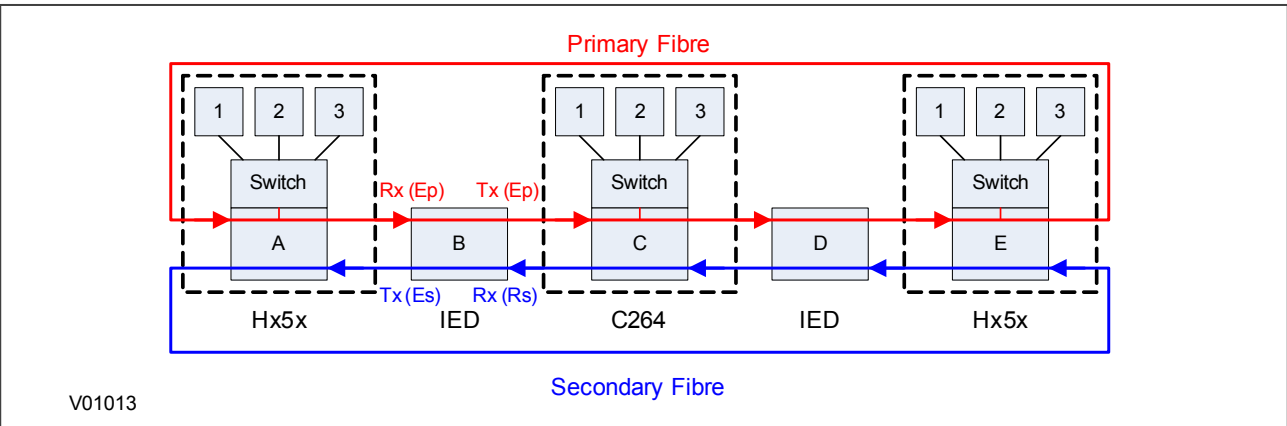 Primary Fibre
1 2 3 1 2 3 1 2 3
Switch Switch Switch
Rx (Ep) Tx (Ep)
A B C D E
Tx (Es) Rx (Rs)
Hx5x IED C264 IED Hx5x
Secondary Fibre
V01013